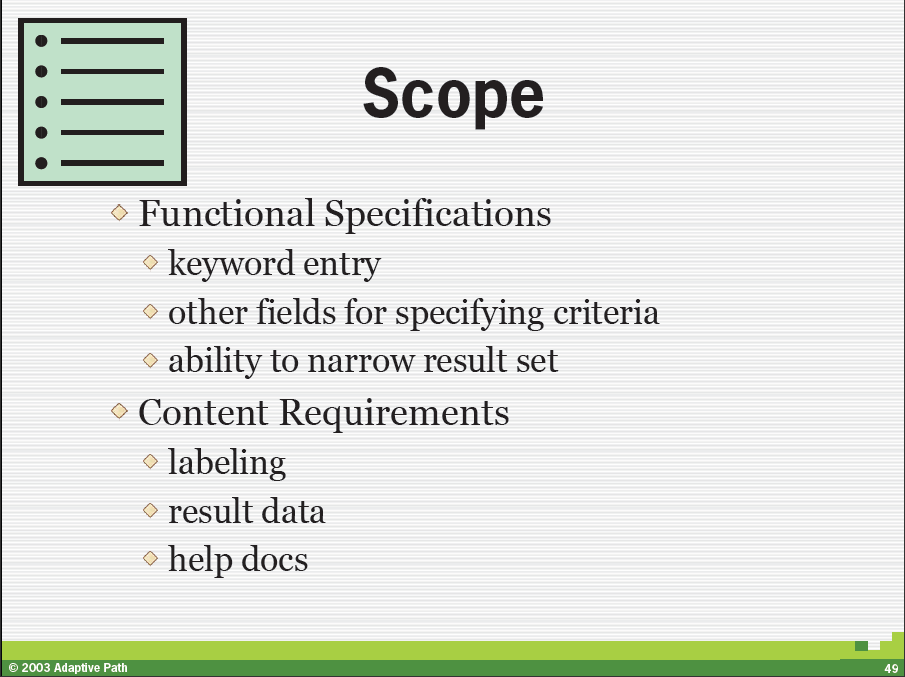 Scope
Functional Specifications
keyword entry
other fields for specifying criteria
ability to narrow result set
Content Requirements
labeling
result data
help docs
© 2003 Adaptive Path
49